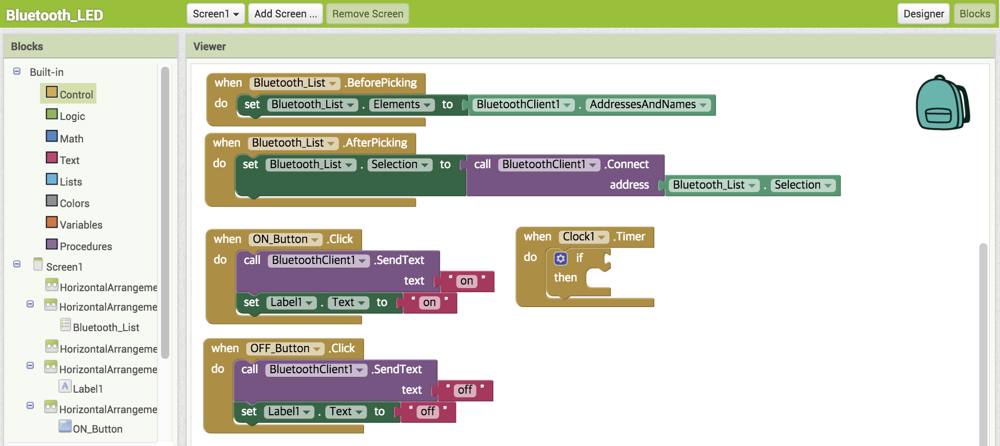 Bluetooth_LED
Screen1
Add Screen ...
Remove Screen
Designer
Blocks
Blocks
Built-in
Control
Logic
Math
Text
Lists
Colors
Variables
Procedures
Screen1
HorizontalArrangeme
HorizontalArrangeme
Bluetooth_List
HorizontalArrangeme
HorizontalArrangeme
A Label1
HorizontalArrangeme
ON_Button
Viewer
when Bluetooth_List .BeforePicking
do set Bluetooth_List . Elements to BluetoothClient1 . AddressesAndNames
when Bluetooth_List .AfterPicking
do set Bluetooth_List . Selection to call BluetoothClient1 .Connect
address Bluetooth_List . Selection
when ON_Button .Click
do call BluetoothClient1 .SendText
text “ on ”
set Label1 . Text to “ on ”
when Clock1 .Timer
do if
then
when OFF_Button .Click
do call BluetoothClient1 .SendText
text “ off ”
set Label1 . Text to “ off ”